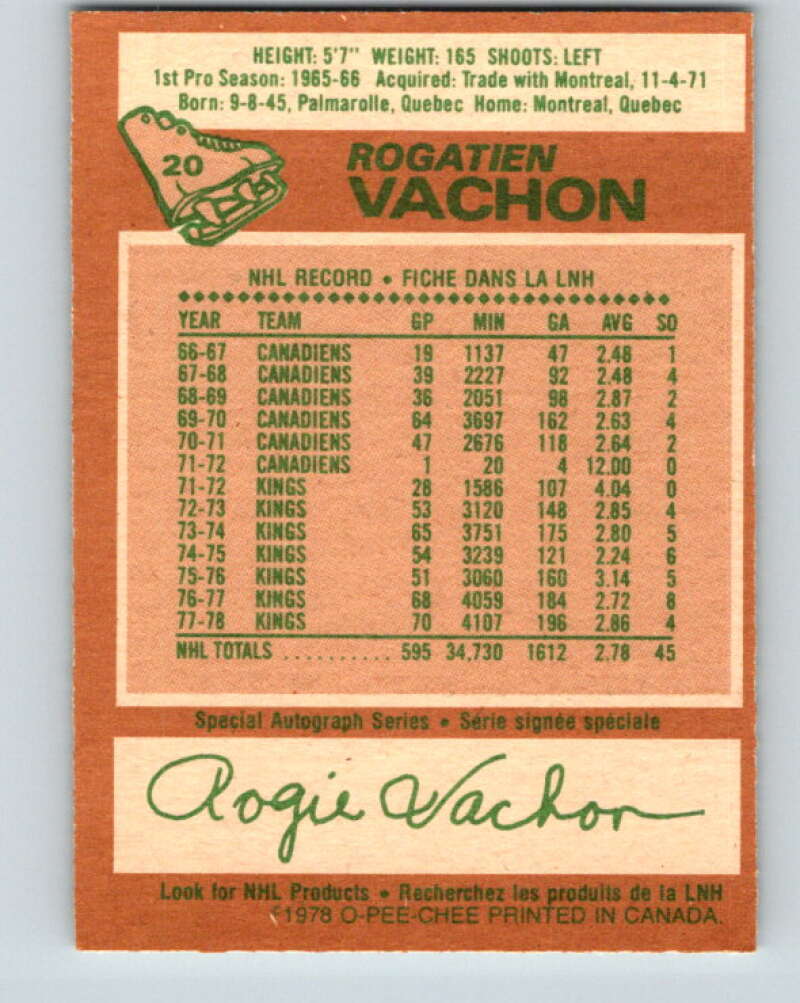 HEIGHT: 5'7" WEIGHT: 165 SHOOTS: LEFT
1st Pro Season: 1965-66 Acquired: Trade with Montreal, 11-4-71
Born: 9-8-45, Palmarolle, Quebec Home: Montreal, Quebec
20
ROGATIEN
VACHON
NHL RECORD • FICHE DANS LA LNH
YEAR TEAM GP MIN GA AVG SO
66-67 CANADIENS 19 1137 47 2.48 1
67-68 CANADIENS 39 2227 92 2.48 4
68-69 CANADIENS 36 2051 98 2.87 2
69-70 CANADIENS 64 3697 162 2.63 4
70-71 CANADIENS 47 2676 118 2.64 2
71-72 CANADIENS 1 20 4 12.00 0
71-72 KINGS 28 1586 107 4.04 0
72-73 KINGS 53 3120 148 2.85 4
73-74 KINGS 65 3751 175 2.80 5
74-75 KINGS 54 3239 121 2.24 6
75-76 KINGS 51 3060 160 3.14 5
76-77 KINGS 68 4059 184 2.72 8
77-78 KINGS 70 4107 196 2.86 4
NHL TOTALS .......... 595 34,730 1612 2.78 45
Special Autograph Series • Série signée spéciale
Rogie Vachon
Look for NHL Products • Recherchez les produits de la LNH
©1978 O-PEE-CHEE PRINTED IN CANADA.